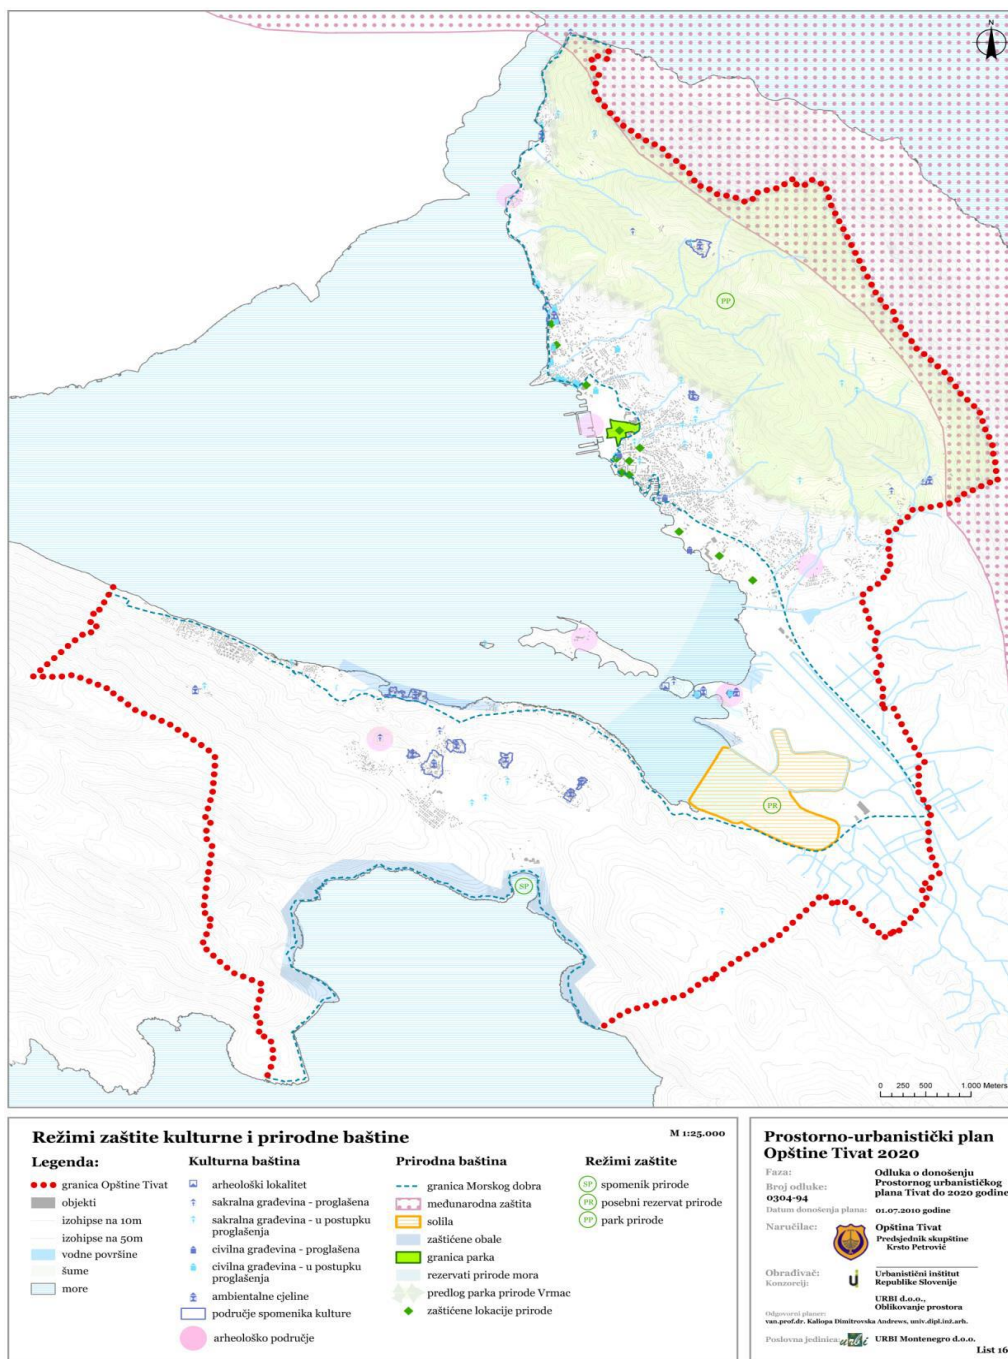 N
PP
PR
SP
0 250 500 1.000 Meters
Režimi zaštite kulturne i prirodne baštine
M 1:25.000
Legenda:
granica Opštine Tivat
objekti
izohipse na 10m
izohipse na 50m
vodne površine
šume
more
Kulturna baština
arheološki lokalitet
sakralna građevina - proglašena
sakralna građevina - u postupku
proglašenja
civilna građevina - proglašena
civilna građevina - u postupku
proglašenja
ambientalne cjeline
područje spomenika kulture
arheološko područje
Prirodna baština
granica Morskog dobra
međunarodna zaštita
solila
zaštićene obale
granica parka
rezervati prirode mora
predlog parka prirode Vrmac
zaštićene lokacije prirode
Režimi zaštite
SP spomenik prirode
PR posebni rezervat prirode
PP park prirode
Prostorno-urbanistički plan
Opštine Tivat 2020
Faza: Odluka o donošenju
Prostornog urbanističkog
plana Tivat do 2020 godine
Broj odluke:
0304-94
Datum donošenja plana: 01.07.2010 godine
Naručilac: Opština Tivat
Predsjednik skupštine
Krsto Petrović
Obrađivač: Urbanistični inštitut
Konzorcij: Republike Slovenije
URBI d.o.o.,
Oblikovanje prostora
Odgovorni planer:
van.prof.dr. Kaliopa Dimitrovska Andrews, univ.dipl.inž.arh.
Poslovna jedinica: urbi URBI Montenegro d.o.o.
List 16